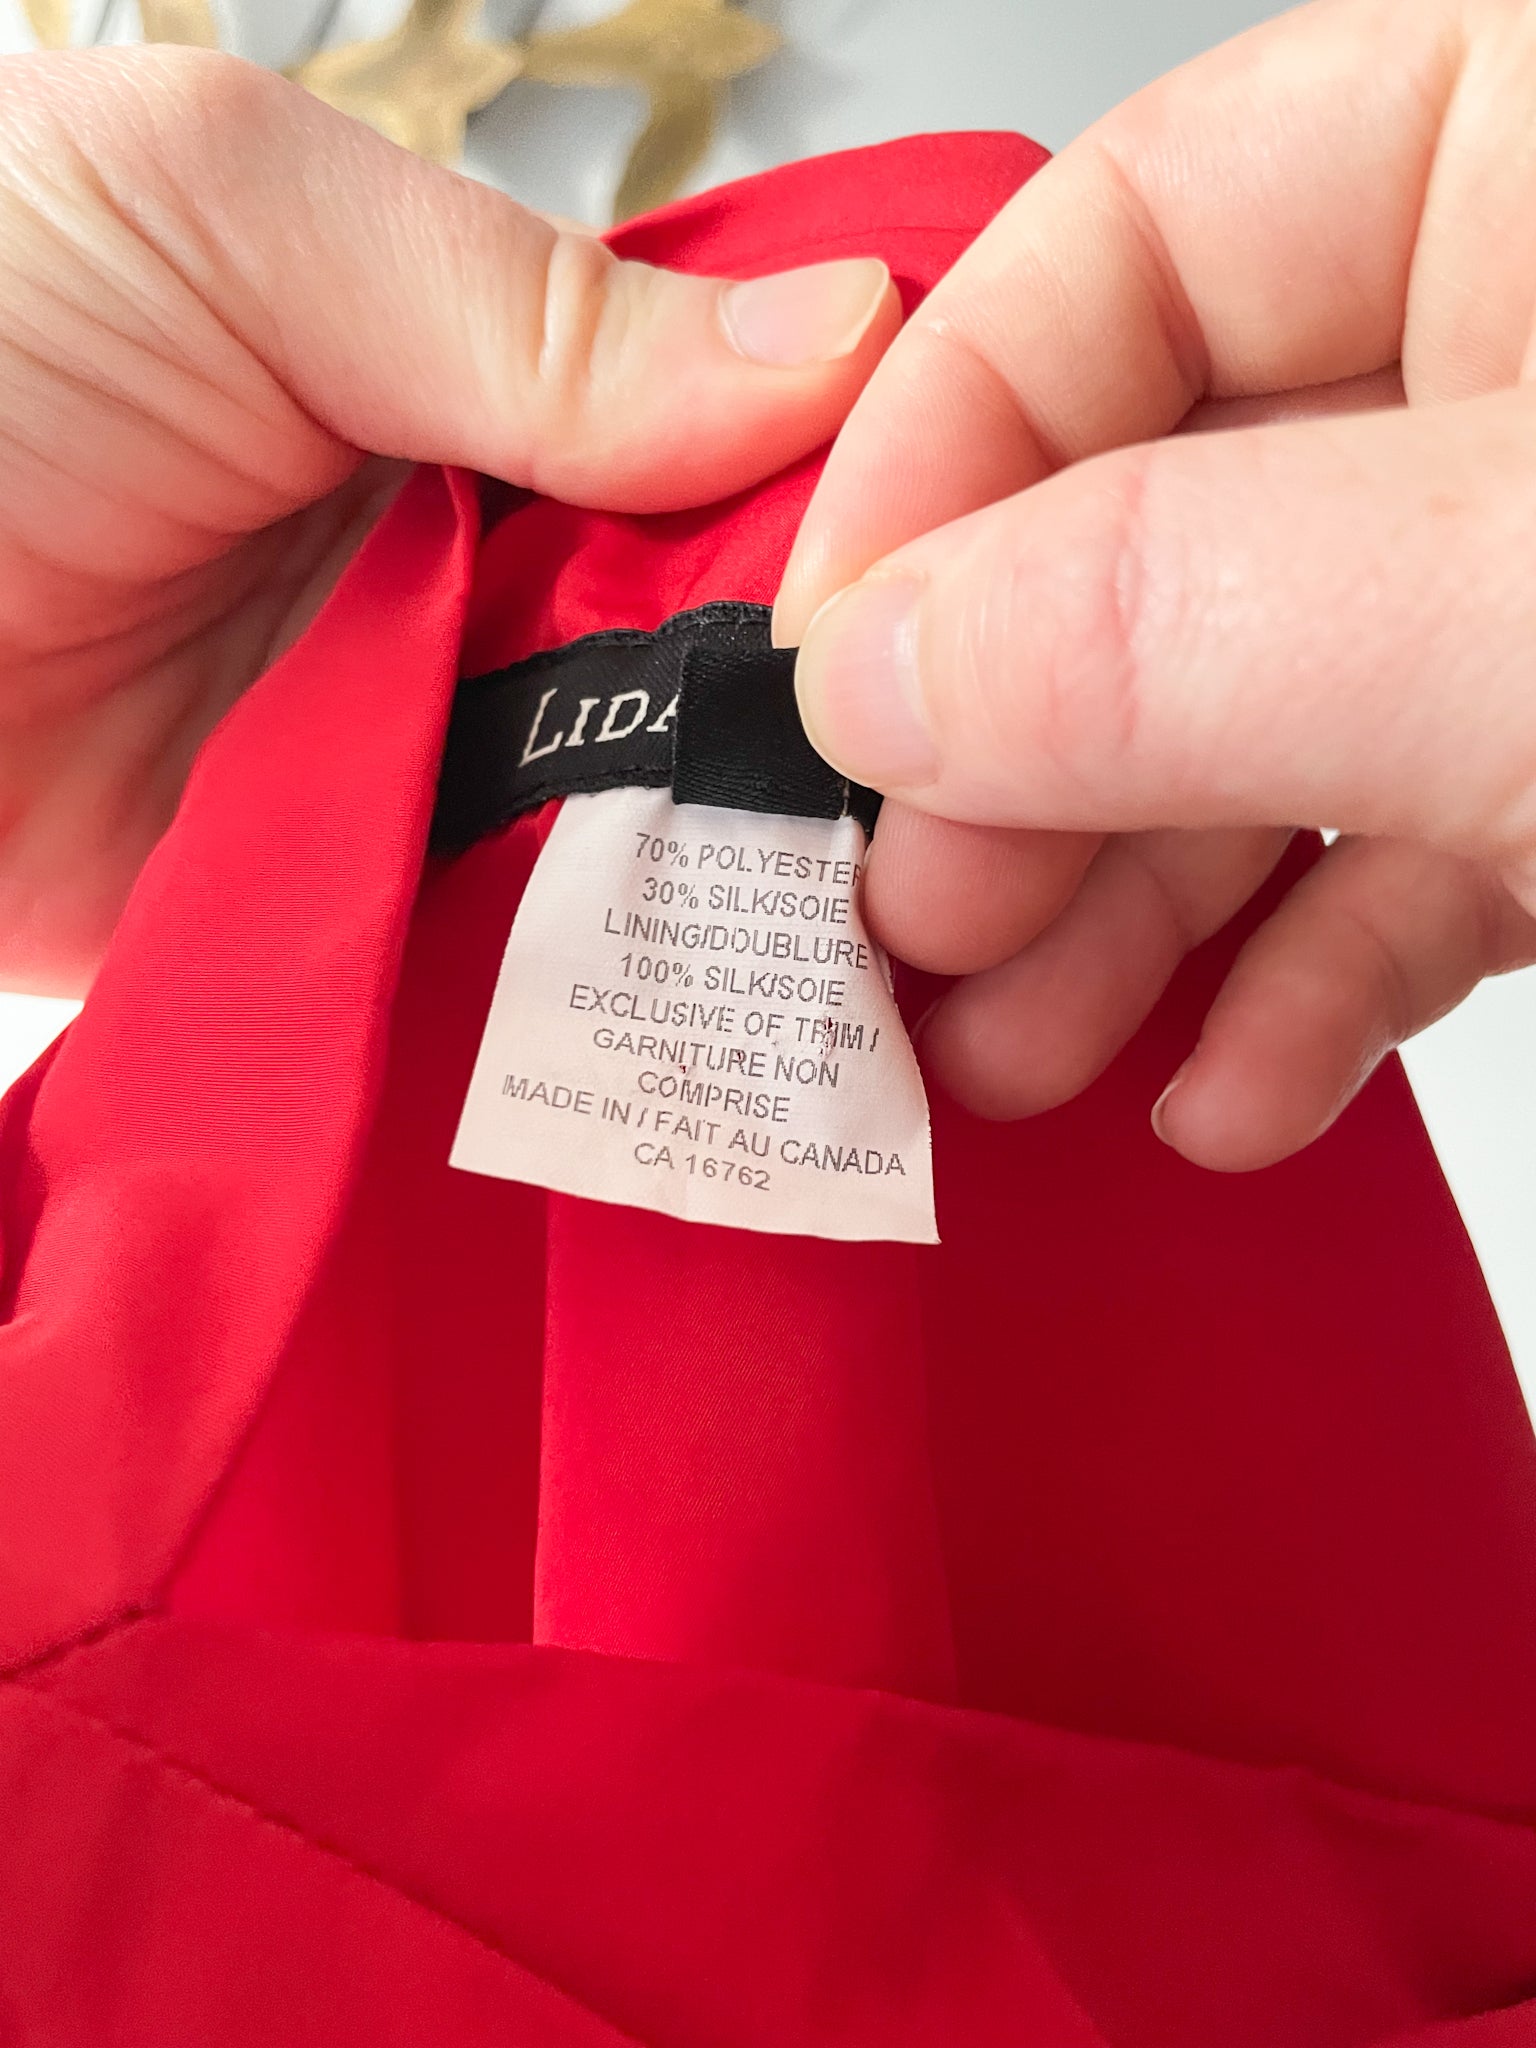 LIDA
70% POLYESTER
30% SILK/SOIE
LINING/DOUBLURE
100% SILK/SOIE
EXCLUSIVE OF TRIM /
GARNITURE NON
COMPRISE
MADE IN / FAIT AU CANADA
CA 16762